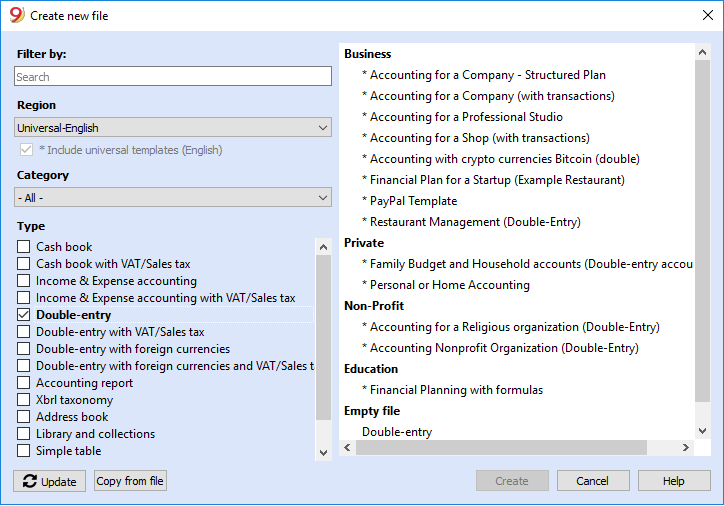 9 Create new file
Filter by:
Search
Region
Universal-English
* Include universal templates (English)
Category
- All -
Type
Cash book
Cash book with VAT/Sales tax
Income & Expense accounting
Income & Expense accounting with VAT/Sales tax
Double-entry
Double-entry with VAT/Sales tax
Double-entry with foreign currencies
Double-entry with foreign currencies and VAT/Sales t
Accounting report
Xbrl taxonomy
Address book
Library and collections
Simple table
Update
Copy from file
Business
* Accounting for a Company - Structured Plan
* Accounting for a Company (with transactions)
* Accounting for a Professional Studio
* Accounting for a Shop (with transactions)
* Accounting with crypto currencies Bitcoin (double)
* Financial Plan for a Startup (Example Restaurant)
* PayPal Template
* Restaurant Management (Double-Entry)
Private
* Family Budget and Household accounts (Double-entry accou
* Personal or Home Accounting
Non-Profit
* Accounting for a Religious organization (Double-Entry)
* Accounting Nonprofit Organization (Double-Entry)
Education
* Financial Planning with formulas
Empty file
Double-entry
Create
Cancel
Help